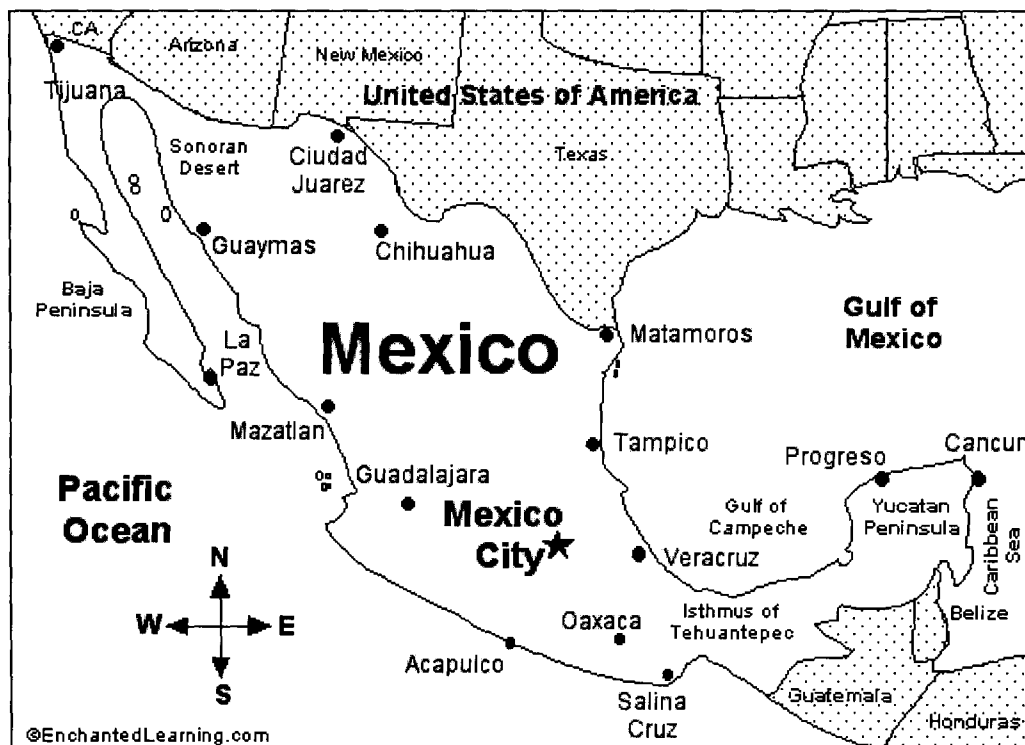 CA
Arizona
New Mexico
Tijuana
United States of America
Sonoran
Desert
Ciudad
Juarez
Texas
Guaymas
Chihuahua
Baja
Peninsula
La
Paz
Mexico
Matamoros
Gulf of
Mexico
Mazatlan
Tampico
Progreso
Cancun
Pacific
Ocean
Guadalajara
Mexico
City
Gulf of
Campeche
Yucatan
Peninsula
Caribbean
Sea
Veracruz
N
W
E
S
Oaxaca
Isthmus of
Tehuantepec
Belize
Acapulco
Salina
Cruz
Guatemala
Honduras
©EnchantedLearning.com